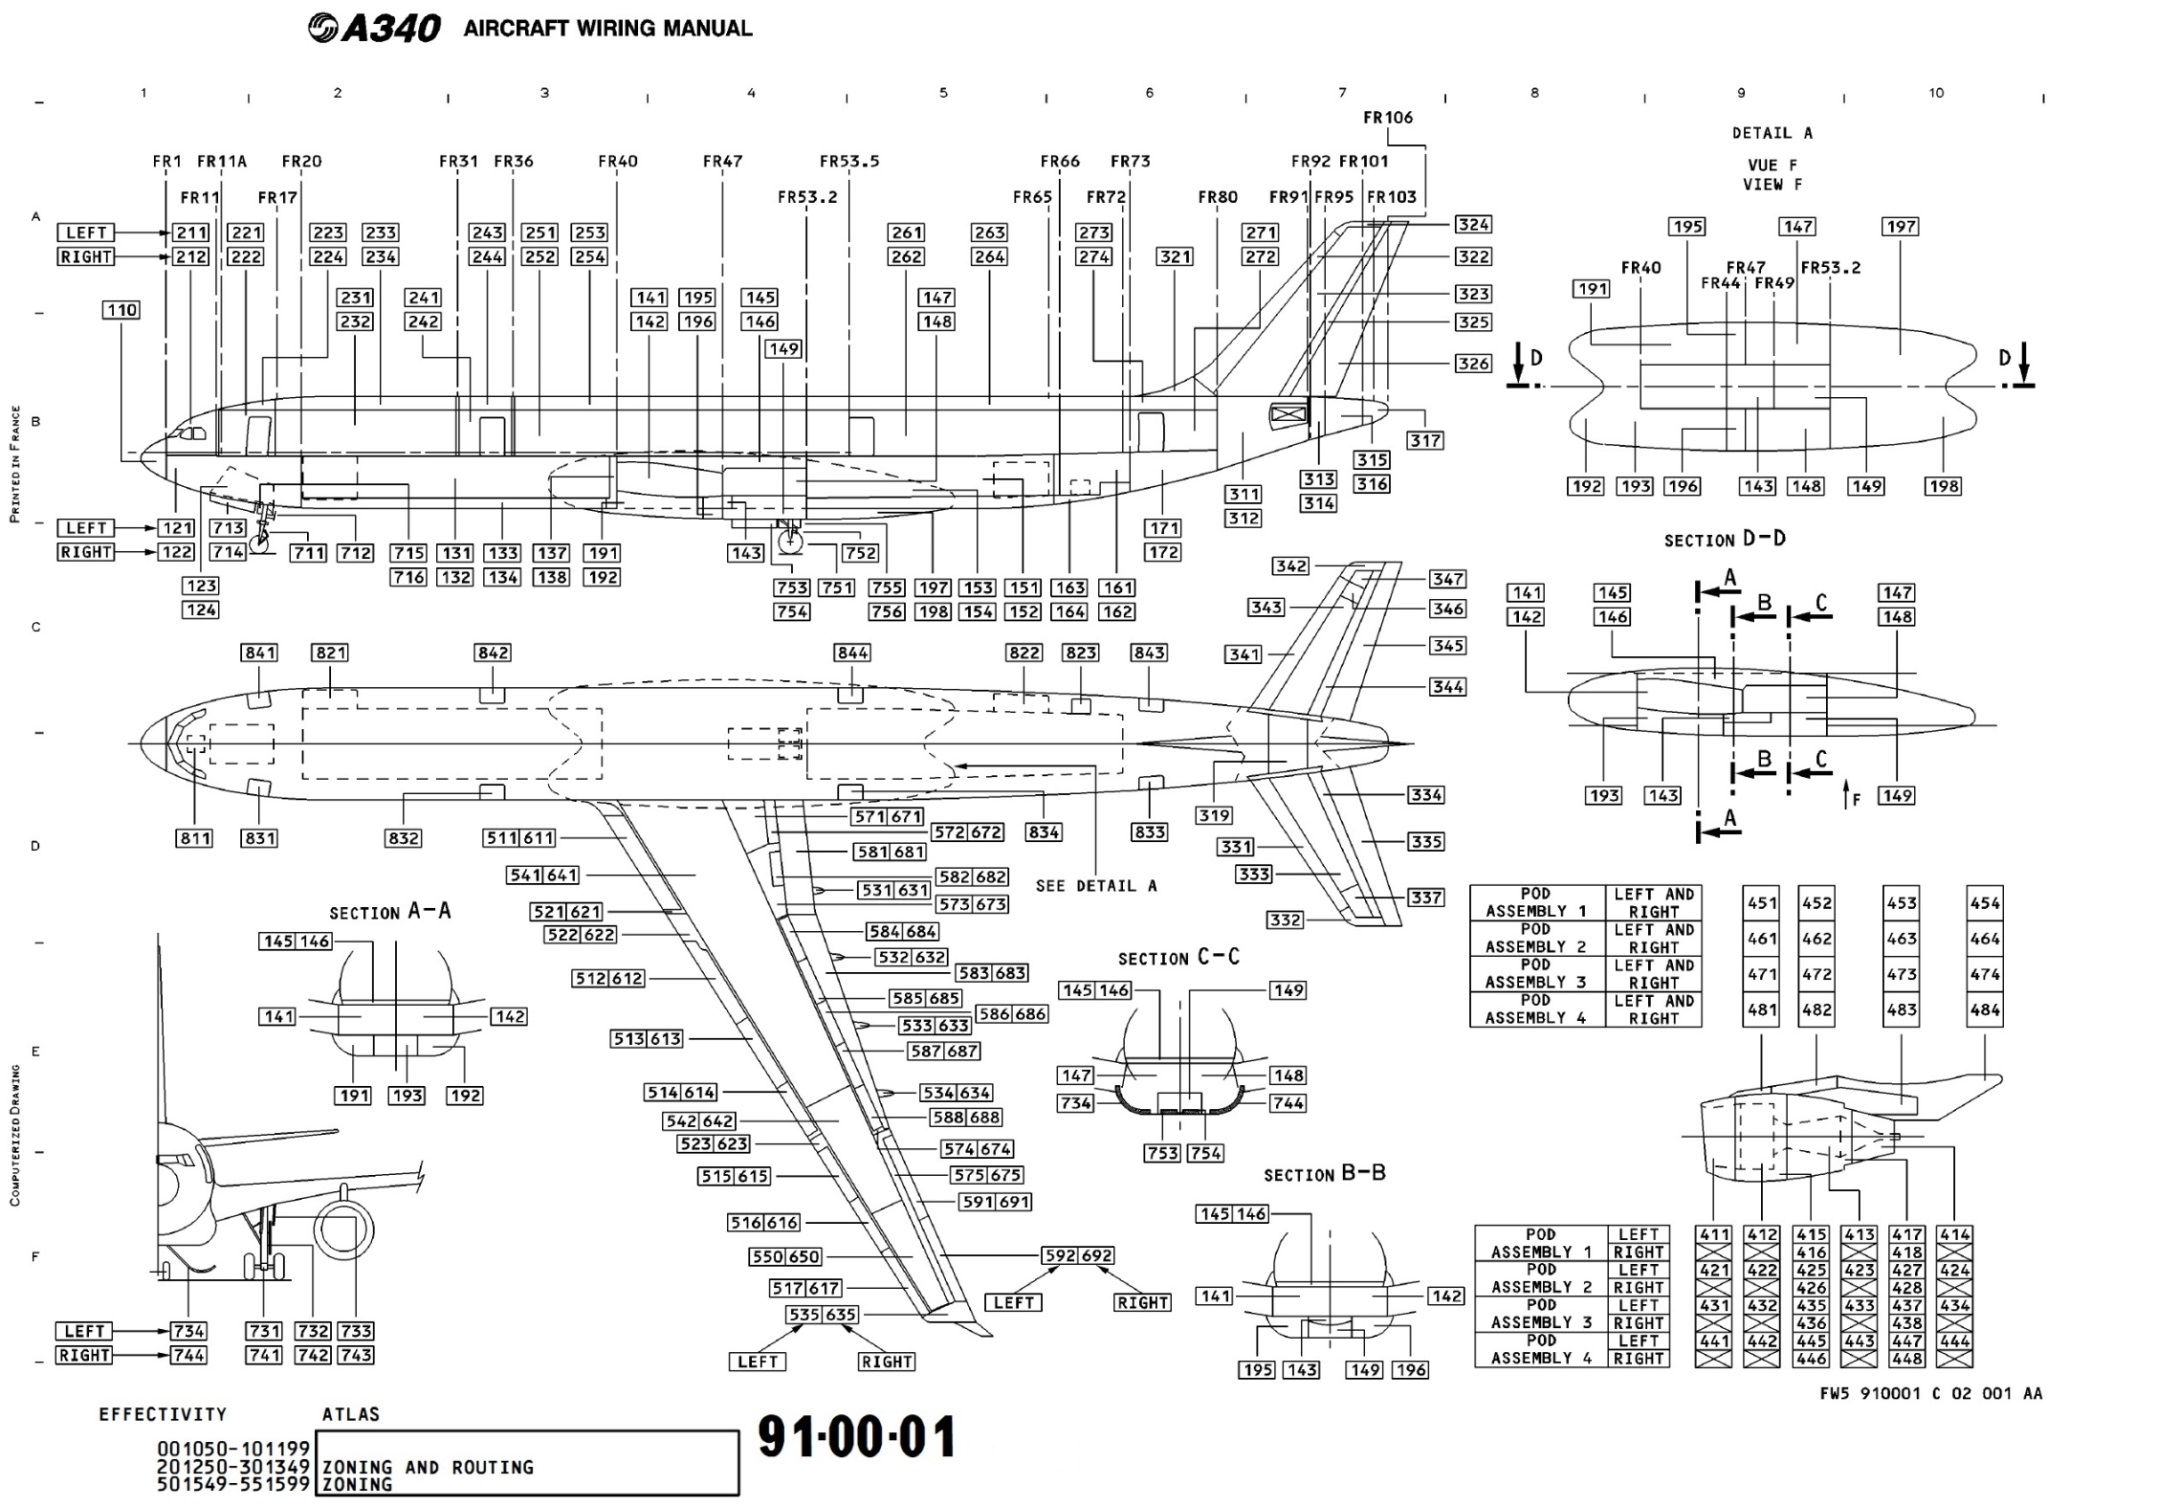 A340 AIRCRAFT WIRING MANUAL
1 2 3 4 5 6 7 8 9 10
FR106
DETAIL A
VUE F
VIEW F
FR1 FR11A FR20 FR31 FR36 FR40 FR47 FR53.5 FR66 FR73 FR92 FR101
FR11 FR17 FR53.2 FR65 FR72 FR80 FR91 FR95 FR103
A
LEFT 211 221 223 233 243 251 253 261 263 273 271 324
RIGHT 212 222 224 234 244 252 254 262 264 274 321 272 322
195 147 197
FR40 FR47 FR53.2
FR44 FR49
191
110 231 241 141 195 145 147 323
232 242 142 196 146 148 325
149
326
D D
B
317
315
316
313
314
311
312
192 193 196 143 148 149 198
LEFT 121 713 171
RIGHT 122 714 711 712 715 131 133 137 191 143 752 172
716 132 134 138 192
123 753 751 755 197 153 151 163 161
124 754 756 198 154 152 164 162
SECTION D-D
342 347
343 346
341 345
344
141 145 A B C 147
142 146 148
C
841 821 842 844 822 823 843
B C
193 143 F 149
A
811 831 832 834 833 319 334
D
331 335
333
337
332
SEE DETAIL A
511 611
541 641
521 621
522 622
512 612
513 613
514 614
542 642
523 623
515 615
516 616
550 650
517 617
535 635
LEFT RIGHT
571 671
572 672
581 681
582 682
531 631
573 673
584 684
532 632
583 683
585 685
586 686
533 633
587 687
534 634
588 688
574 674
575 675
591 691
592 692
LEFT RIGHT
SECTION A-A
145 146
141 142
191 193 192
SECTION C-C
145 146 149
147 148
734 744
753 754
SECTION B-B
145 146
141 142
195 143 149 196
POD ASSEMBLY 1 LEFT AND RIGHT 451 452 453 454
POD ASSEMBLY 2 LEFT AND RIGHT 461 462 463 464
POD ASSEMBLY 3 LEFT AND RIGHT 471 472 473 474
POD ASSEMBLY 4 LEFT AND RIGHT 481 482 483 484
E
F
LEFT 734 731 732 733
RIGHT 744 741 742 743
POD LEFT 411 412 415 413 417 414
ASSEMBLY 1 RIGHT 416 418
POD LEFT 421 422 425 423 427 424
ASSEMBLY 2 RIGHT 426 428
POD LEFT 431 432 435 433 437 434
ASSEMBLY 3 RIGHT 436 438
POD LEFT 441 442 445 443 447 444
ASSEMBLY 4 RIGHT 446 448
FW5 910001 C 02 001 AA
PRINTED IN FRANCE
COMPUTERIZED DRAWING
EFFECTIVITY ATLAS
91·00·01
001050-101199
201250-301349 ZONING AND ROUTING
501549-551599 ZONING